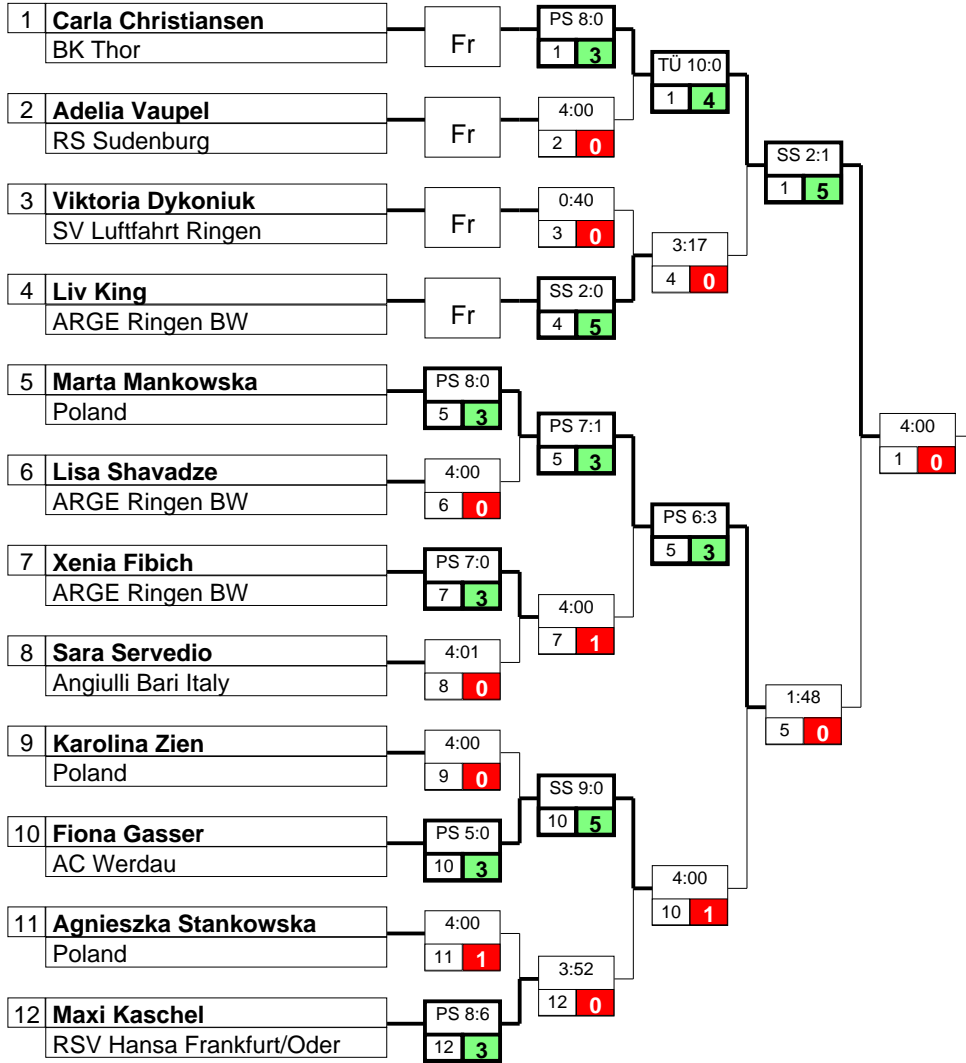 1 Carla Christiansen
BK Thor
Fr
PS 8:0
1 3
TÜ 10:0
1 4
2 Adelia Vaupel
RS Sudenburg
Fr
4:00
2 0
SS 2:1
1 5
3 Viktoria Dykoniuk
SV Luftfahrt Ringen
Fr
0:40
3 0
3:17
4 0
4 Liv King
ARGE Ringen BW
Fr
SS 2:0
4 5
5 Marta Mankowska
Poland
PS 8:0
5 3
PS 7:1
5 3
4:00
1 0
6 Lisa Shavadze
ARGE Ringen BW
4:00
6 0
PS 6:3
5 3
7 Xenia Fibich
ARGE Ringen BW
PS 7:0
7 3
4:00
7 1
8 Sara Servedio
Angiulli Bari Italy
4:01
8 0
1:48
5 0
9 Karolina Zien
Poland
4:00
9 0
SS 9:0
10 5
10 Fiona Gasser
AC Werdau
PS 5:0
10 3
4:00
10 1
11 Agnieszka Stankowska
Poland
4:00
11 1
3:52
12 0
12 Maxi Kaschel
RSV Hansa Frankfurt/Oder
PS 8:6
12 3